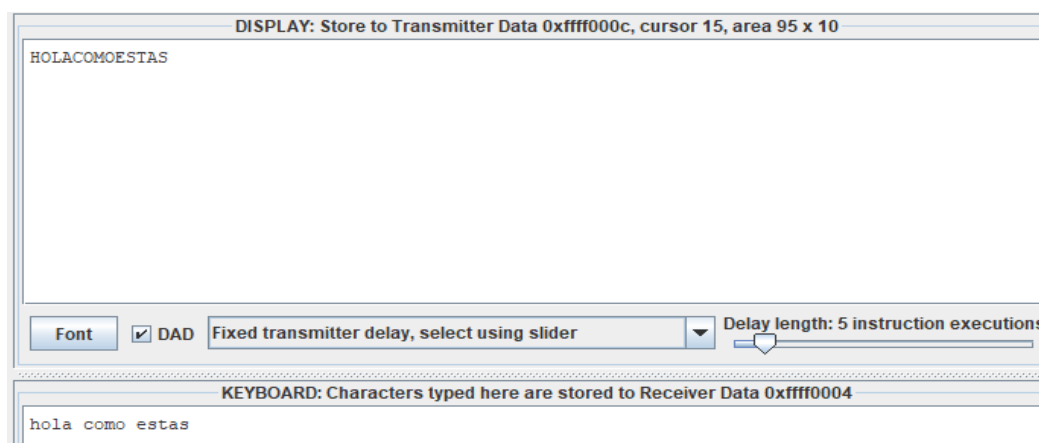 DISPLAY: Store to Transmitter Data 0xffff000c, cursor 15, area 95 x 10
HOLACOMOESTAS
Font DAD Fixed transmitter delay, select using slider Delay length: 5 instruction executions
KEYBOARD: Characters typed here are stored to Receiver Data 0xffff0004
hola como estas